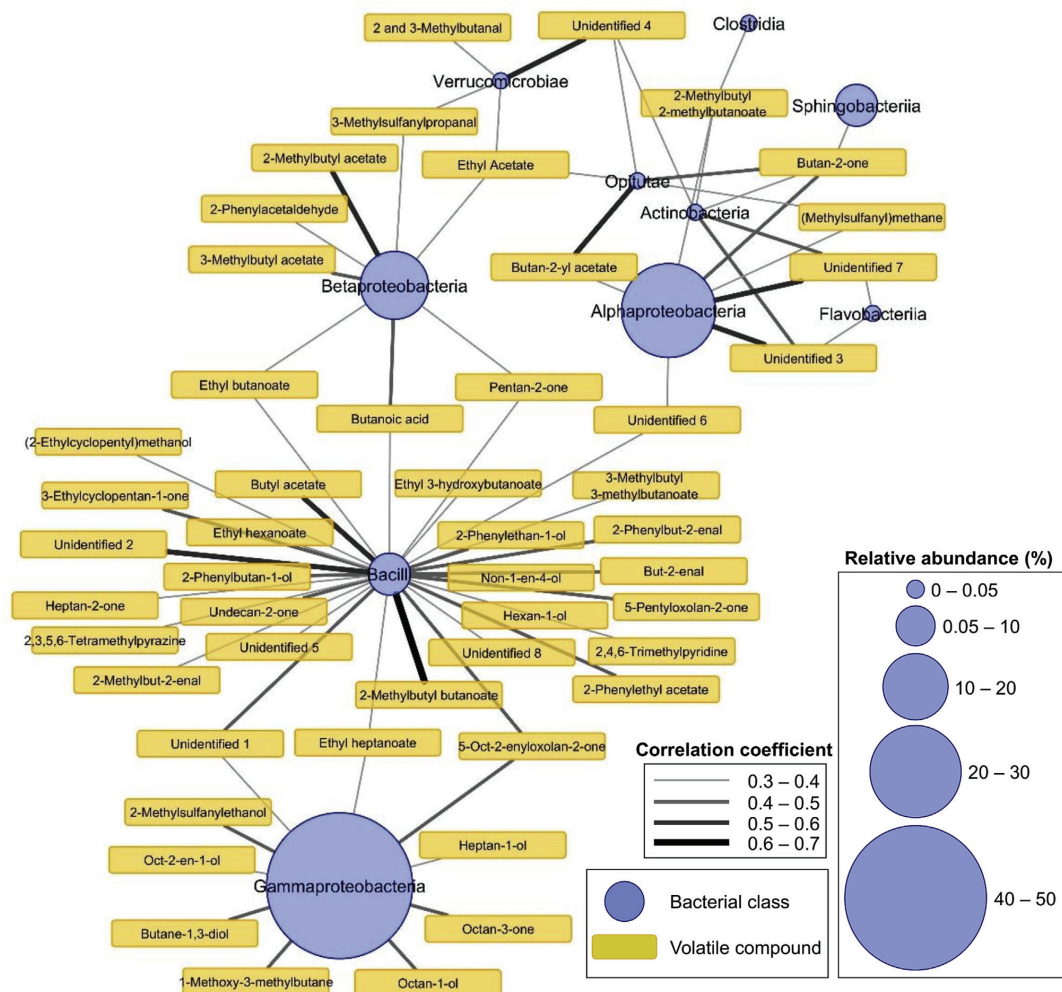 2 and 3-Methylbutanal
Unidentified 4
Clostridia
Verrucomicrobiae
2-Methylbutyl
2-methylbutanoate
Sphingobacteriia
3-Methylsulfanylpropanal
2-Methylbutyl acetate
Ethyl Acetate
Butan-2-one
Opitutae
2-Phenylacetaldehyde
Actinobacteria
(Methylsulfanyl)methane
3-Methylbutyl acetate
Butan-2-yl acetate
Unidentified 7
Betaproteobacteria
Alphaproteobacteria
Flavobacteriia
Unidentified 3
Ethyl butanoate
Pentan-2-one
Butanoic acid
Unidentified 6
(2-Ethylcyclopentyl)methanol
Butyl acetate
Ethyl 3-hydroxybutanoate
3-Methylbutyl
3-methylbutanoate
3-Ethylcyclopentan-1-one
Ethyl hexanoate
2-Phenylethan-1-ol
2-Phenylbut-2-enal
Unidentified 2
2-Phenylbutan-1-ol
Bacilli
Non-1-en-4-ol
But-2-enal
Heptan-2-one
Undecan-2-one
Hexan-1-ol
5-Pentyloxolan-2-one
2,3,5,6-Tetramethylpyrazine
Unidentified 5
Unidentified 8
2,4,6-Trimethylpyridine
2-Methylbut-2-enal
2-Methylbutyl butanoate
2-Phenylethyl acetate
Unidentified 1
Ethyl heptanoate
5-Oct-2-enyloxolan-2-one
2-Methylsulfanylethanol
Oct-2-en-1-ol
Heptan-1-ol
Gammaproteobacteria
Butane-1,3-diol
Octan-3-one
1-Methoxy-3-methylbutane
Octan-1-ol
Correlation coefficient
0.3 – 0.4
0.4 – 0.5
0.5 – 0.6
0.6 – 0.7
Bacterial class
Volatile compound
Relative abundance (%)
0 – 0.05
0.05 – 10
10 – 20
20 – 30
40 – 50